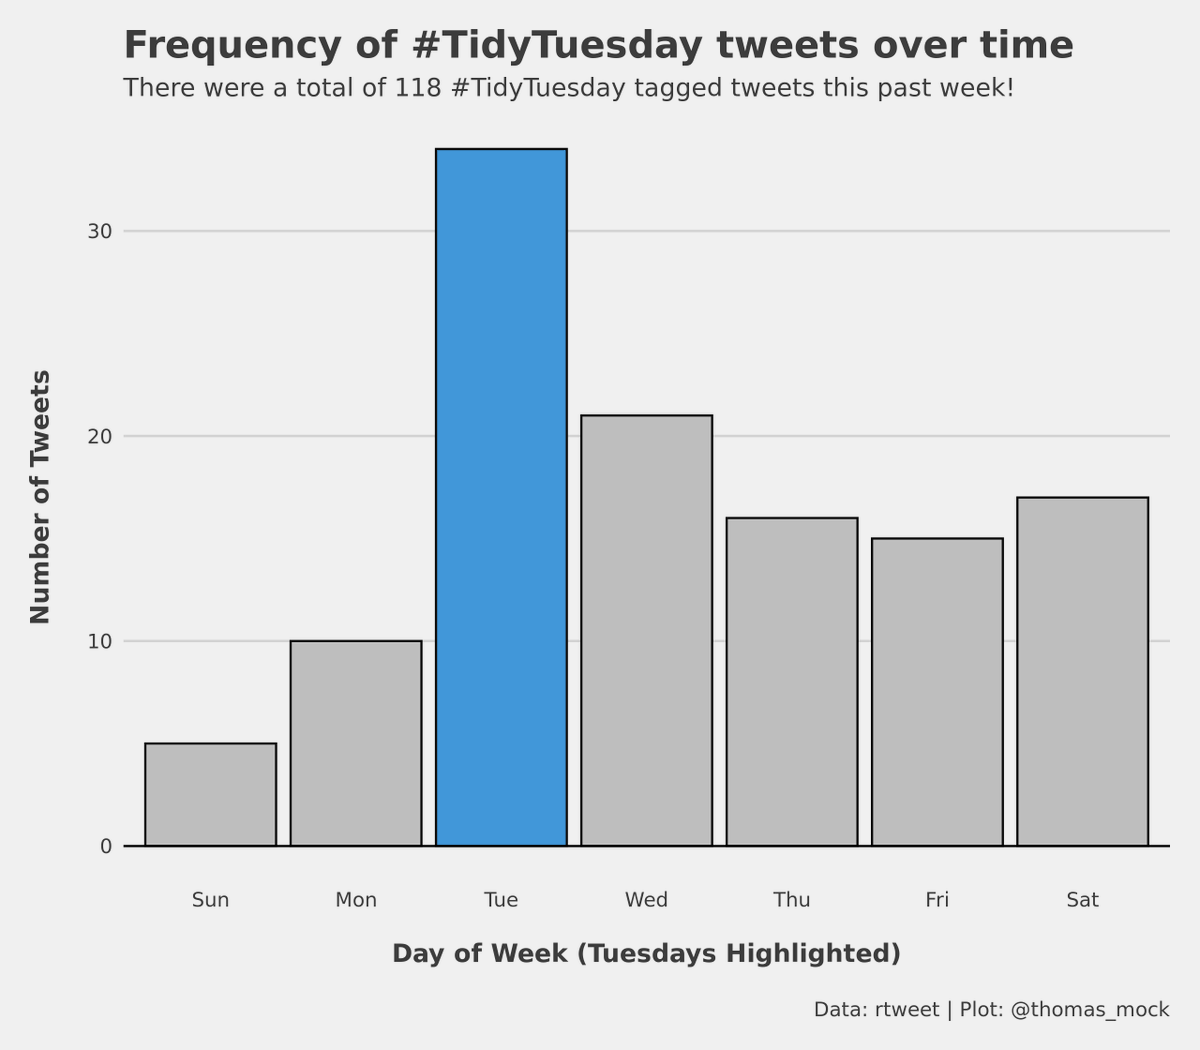 Frequency of #TidyTuesday tweets over time
There were a total of 118 #TidyTuesday tagged tweets this past week!
Number of Tweets
30
20
10
0
Sun Mon Tue Wed Thu Fri Sat
Day of Week (Tuesdays Highlighted)
Data: rtweet | Plot: @thomas_mock